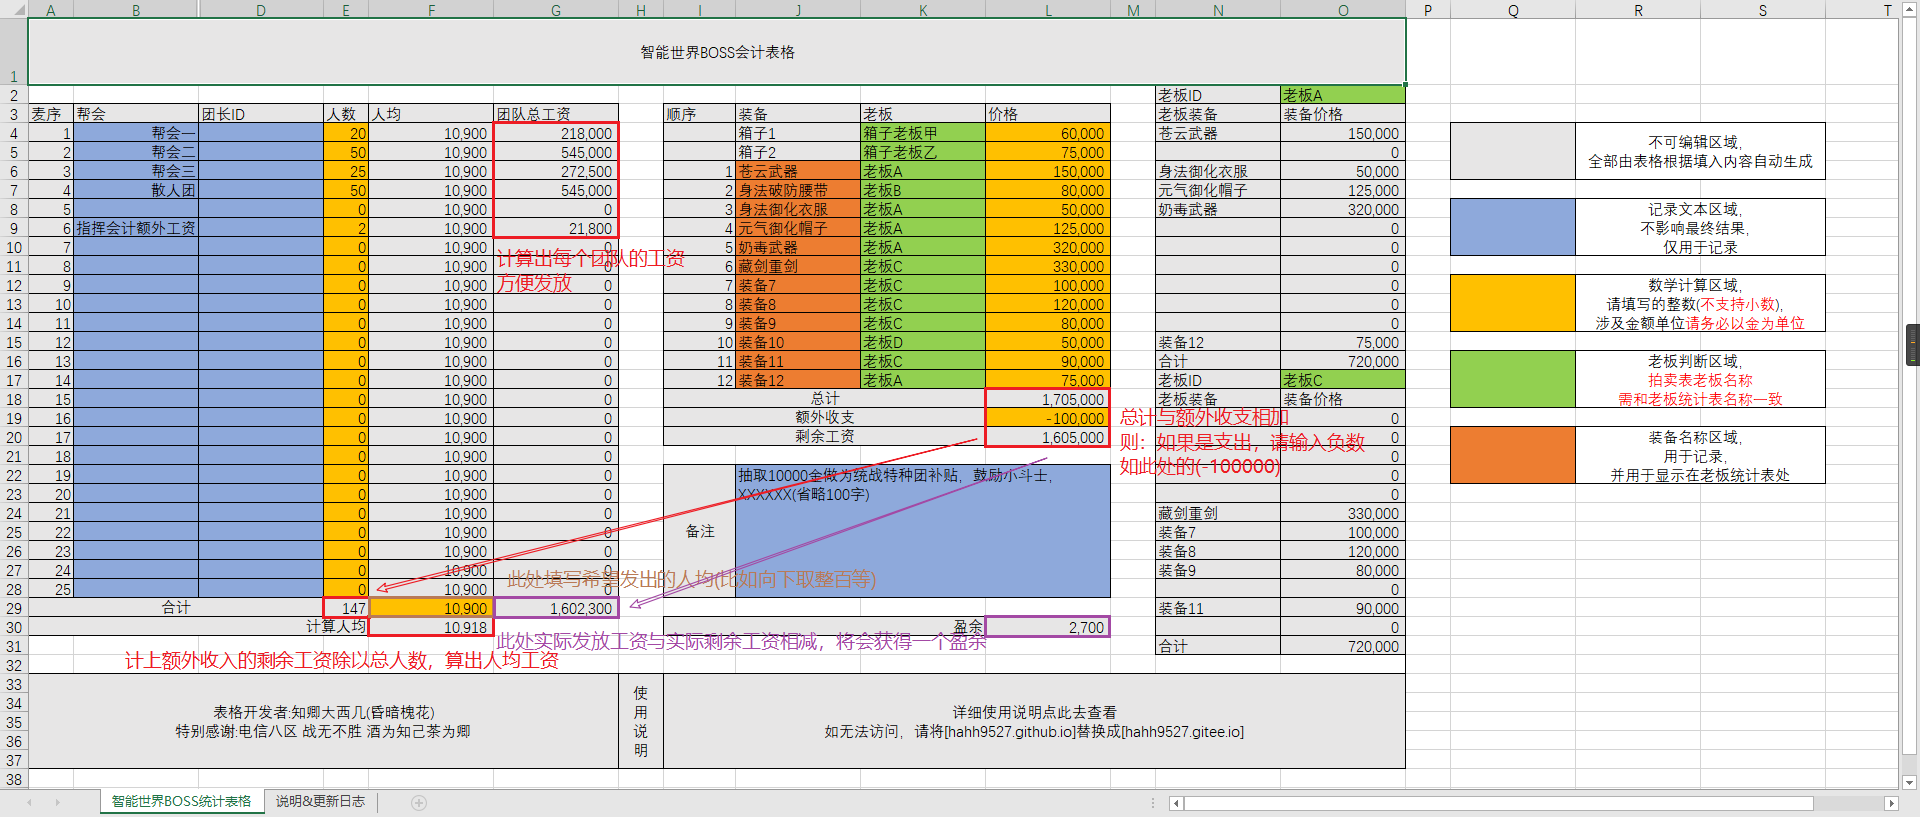 A B D E F G H I J K L M N O P Q R S T
1 智能世界BOSS会计表格
2 老板ID 老板A
3 麦序 帮会 团长ID 人数 人均 团队总工资 顺序 装备 老板 价格 老板装备 装备价格
4 1 帮会一 20 10,900 218,000 箱子1 箱子老板甲 60,000 苍云武器 150,000
5 2 帮会二 50 10,900 545,000 箱子2 箱子老板乙 75,000 0
6 3 帮会三 25 10,900 272,500 1 苍云武器 老板A 150,000 身法御化衣服 50,000
7 4 散人团 50 10,900 545,000 2 身法破防腰带 老板B 80,000 元气御化帽子 125,000
8 5 0 10,900 0 3 身法御化衣服 老板A 50,000 奶毒武器 320,000
9 6 指挥会计额外工资 2 10,900 21,800 4 元气御化帽子 老板A 125,000 0
10 7 0 10,900 0 5 奶毒武器 老板A 320,000 0
11 8 0 10,900 0 6 藏剑重剑 老板C 330,000 0
12 9 0 10,900 0 7 装备7 老板C 100,000 0
13 10 0 10,900 0 8 装备8 老板C 120,000 0
14 11 0 10,900 0 9 装备9 老板C 80,000 0
15 12 0 10,900 0 10 装备10 老板D 50,000 装备12 75,000
16 13 0 10,900 0 11 装备11 老板C 90,000 合计 720,000
17 14 0 10,900 0 12 装备12 老板A 75,000 老板ID 老板C
18 15 0 10,900 0 总计 1,705,000 老板装备 装备价格
19 16 0 10,900 0 额外收支 -100,000 0
20 17 0 10,900 0 剩余工资 1,605,000 0
21 18 0 10,900 0 0
22 19 0 10,900 0 抽取10000金做为统战特种团补贴，鼓励小斗士， 0
23 20 0 10,900 0 XXXXXX(省略100字) 0
24 21 0 10,900 0 藏剑重剑 330,000
25 22 0 10,900 0 备注 装备7 100,000
26 23 0 10,900 0 装备8 120,000
27 24 0 10,900 0 装备9 80,000
28 25 0 10,900 0 0
29 合计 147 10,900 1,602,300 装备11 90,000
30 计算人均 10,918 盈余 2,700 0
31 合计 720,000
32
33
34
35
36
37
38
计算出每个团队的工资
方便发放
总计与额外收支相加
则：如果是支出，请输入负数
如此处的(-100000)
此处填写希望发出的人均(比如向下取整百等)
此处实际发放工资与实际剩余工资相减，将会获得一个盈余
计上额外收入的剩余工资除以总人数，算出人均工资
不可编辑区域，
全部由表格根据填入内容自动生成
记录文本区域，
不影响最终结果，
仅用于记录
数学计算区域，
请填写的整数(不支持小数)，
涉及金额单位请务必以金为单位
老板判断区域，
拍卖表老板名称
需和老板统计表名称一致
装备名称区域，
用于记录，
并用于显示在老板统计表处
表格开发者:知卿大西几(昏暗槐花)
特别感谢:电信八区 战无不胜 酒为知己茶为卿
使
用
说
明
详细使用说明点此去查看
如无法访问，请将[hahh9527.github.io]替换成[hahh9527.gitee.io]
智能世界BOSS统计表格 说明&更新日志